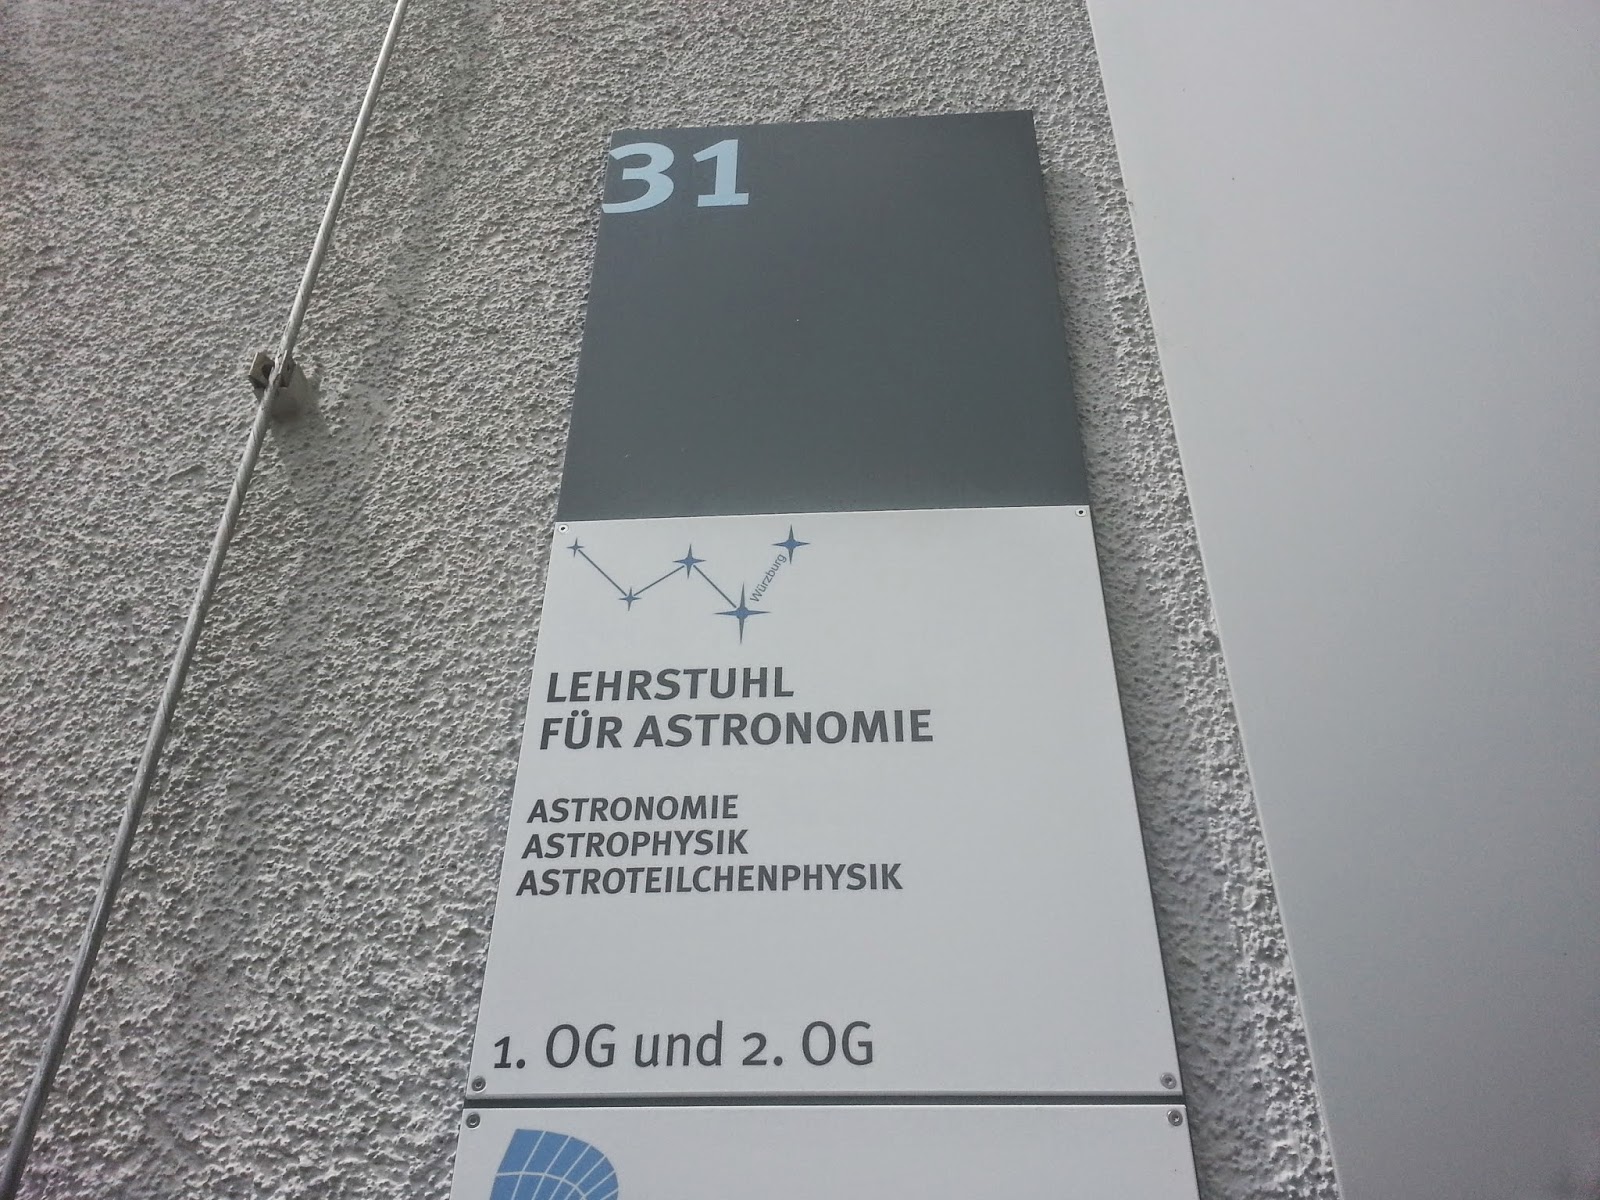 31
Würzburg
LEHRSTUHL
FÜR ASTRONOMIE
ASTRONOMIE
ASTROPHYSIK
ASTROTEILCHENPHYSIK
1. OG und 2. OG